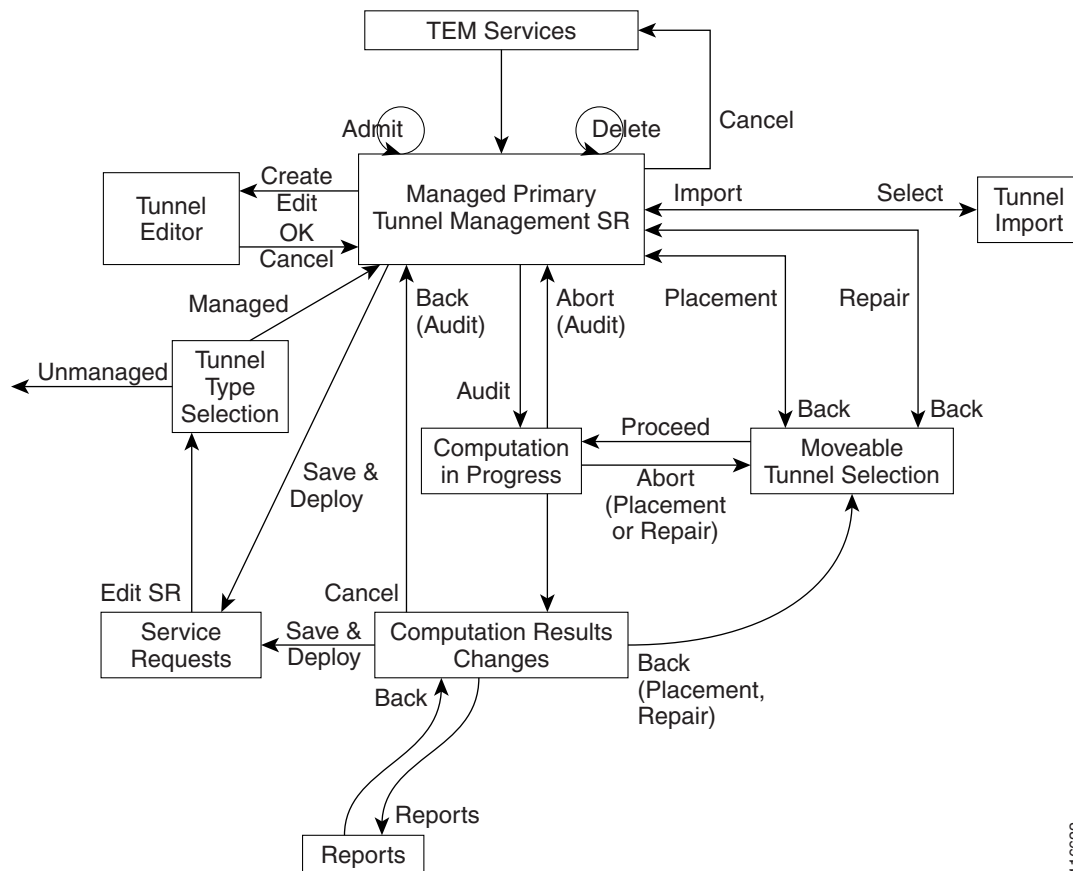 TEM Services
Cancel
Admit
Delete
Create
Edit
Managed Primary
Tunnel Management SR
Import
Select
Tunnel
Import
Tunnel
Editor
OK
Cancel
Managed
Back
(Audit)
Abort
(Audit)
Placement
Repair
Unmanaged
Tunnel
Type
Selection
Audit
Back
Back
Proceed
Computation
in Progress
Moveable
Tunnel Selection
Save &
Deploy
Abort
(Placement
or Repair)
Edit SR
Cancel
Service
Requests
Save &
Deploy
Computation Results
Changes
Back
(Placement,
Repair)
Back
Reports
Reports